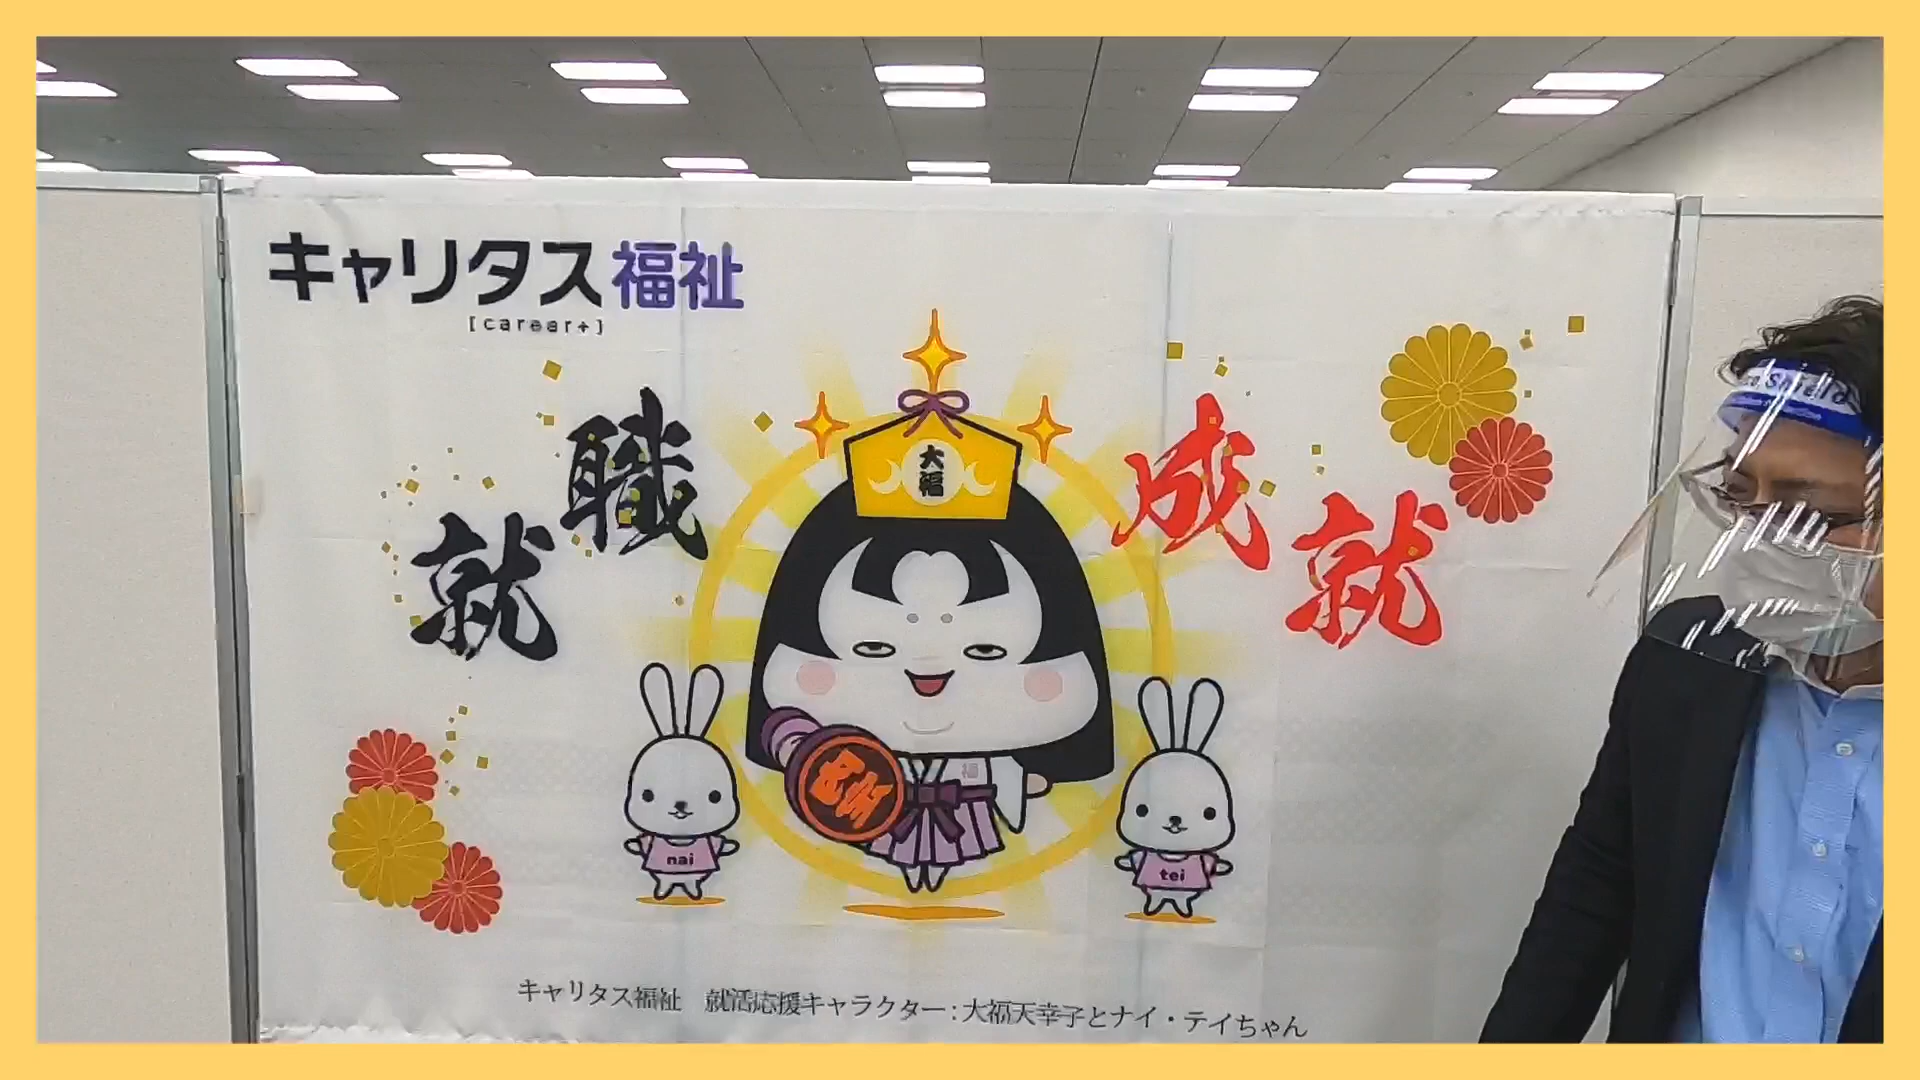 キャリタス福祉
[career+]
就職
成就
大福
福
nai
tei
キャリタス福祉 就活応援キャラクター:大福天幸子とナイ・テイちゃん